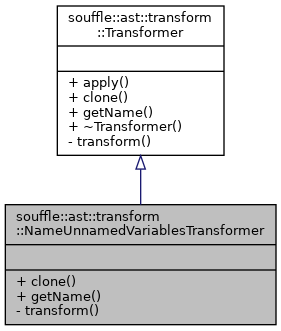 souffle::ast::transform
::Transformer
+ apply()
+ clone()
+ getName()
+ ~Transformer()
- transform()
souffle::ast::transform
::NameUnnamedVariablesTransformer
+ clone()
+ getName()
- transform()